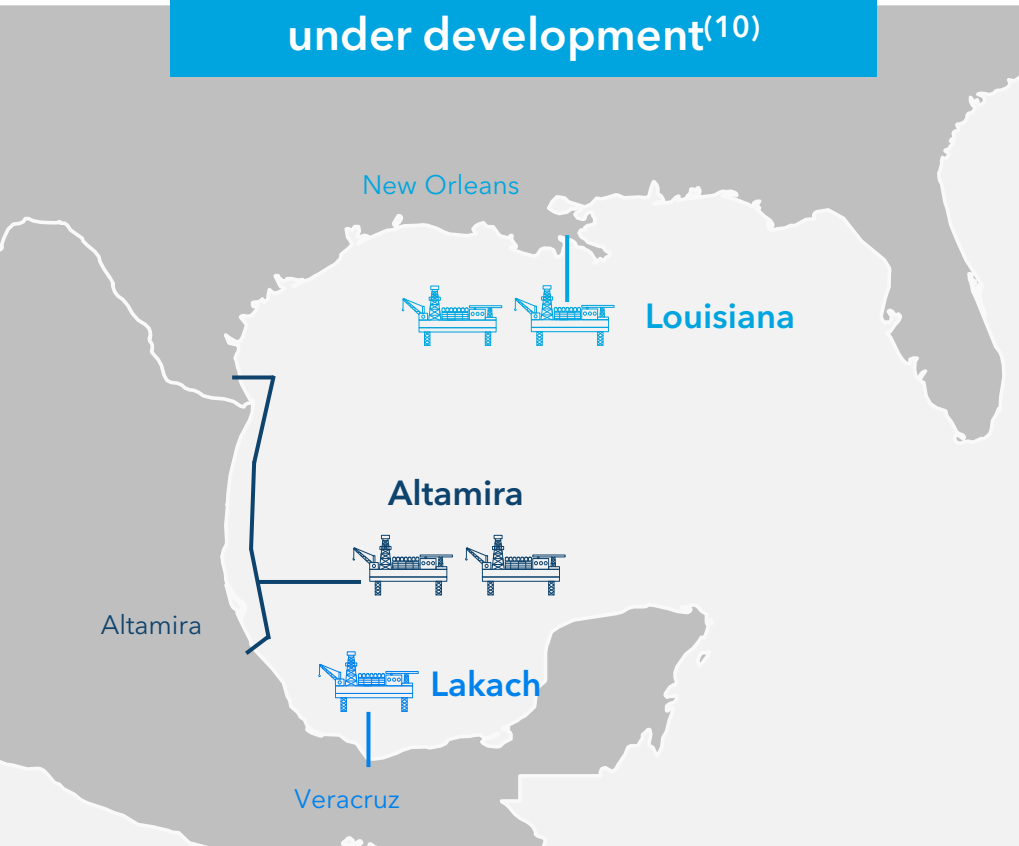 under development(10)
New Orleans
Louisiana
Altamira
Altamira
Lakach
Veracruz